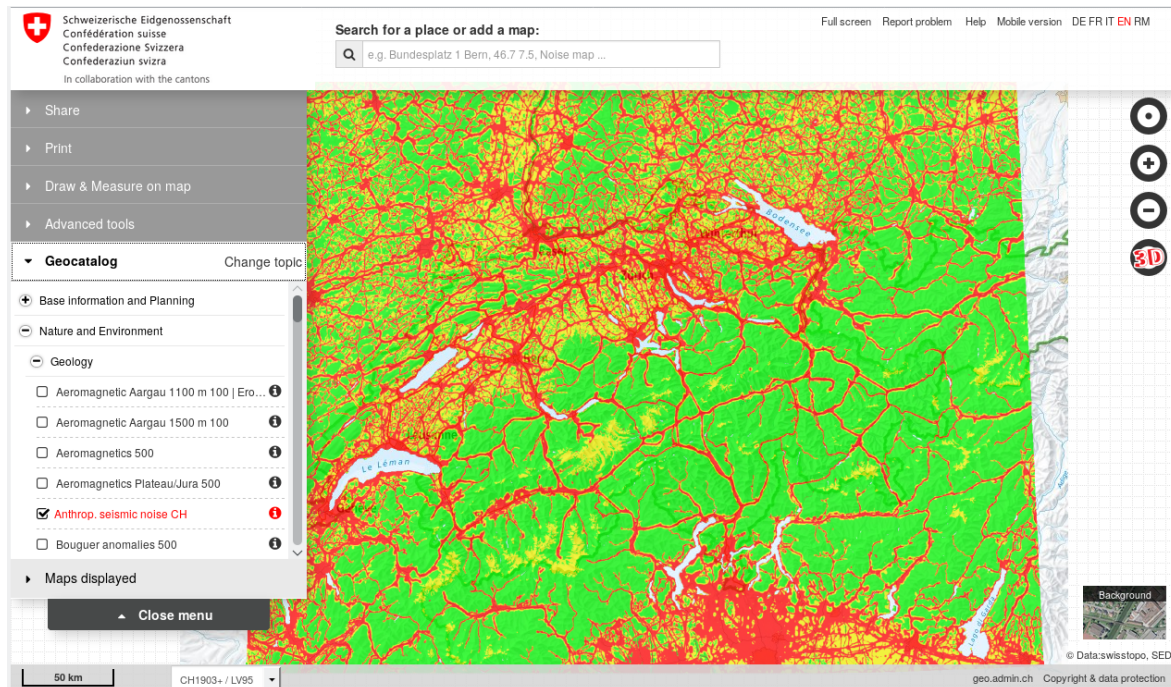 Schweizerische Eidgenossenschaft
Confédération suisse
Confederazione Svizzera
Confederaziun svizra
In collaboration with the cantons
Search for a place or add a map:
e.g. Bundesplatz 1 Bern, 46.7 7.5, Noise map ...
Full screen Report problem Help Mobile version DE FR IT EN RM
Share
Print
Draw & Measure on map
Advanced tools
Geocatalog Change topic
Base information and Planning
Nature and Environment
Geology
Aeromagnetic Aargau 1100 m 100 | Ero...
Aeromagnetic Aargau 1500 m 100
Aeromagnetics 500
Aeromagnetics Plateau/Jura 500
Anthrop. seismic noise CH
Bouguer anomalies 500
Maps displayed
Close menu
3D
Bodensee
Lausanne
Le Léman
Background
© Data:swisstopo, SED
50 km
CH1903+ / LV95
geo.admin.ch Copyright & data protection